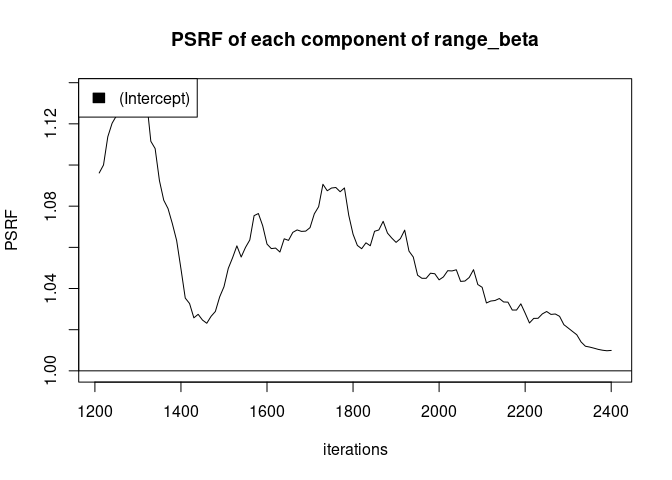 PSRF of each component of range_beta
(Intercept)
PSRF
1.12
1.08
1.04
1.00
1200 1400 1600 1800 2000 2200 2400
iterations